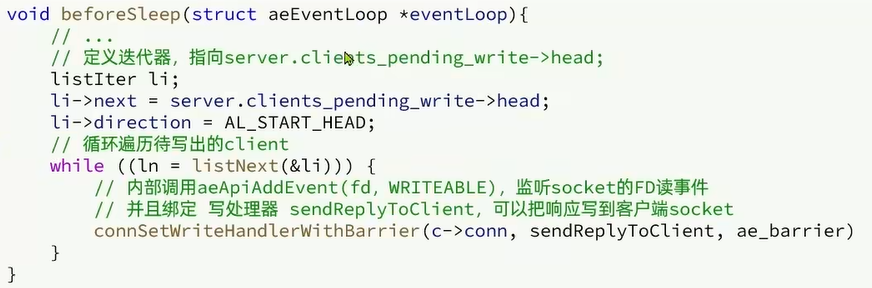 void beforeSleep(struct aeEventLoop *eventLoop){
    // ...
    // 定义迭代器，指向server.clients_pending_write->head;
    listIter li;
    li->next = server.clients_pending_write->head;
    li->direction = AL_START_HEAD;
    // 循环遍历待写出的client
    while ((ln = listNext(&li))) {
        // 内部调用aeApiAddEvent(fd，WRITEABLE)，监听socket的FD读事件
        // 并且绑定 写处理器 sendReplyToClient，可以把响应写到客户端socket
        connSetWriteHandlerWithBarrier(c->conn, sendReplyToClient, ae_barrier)
    }
}